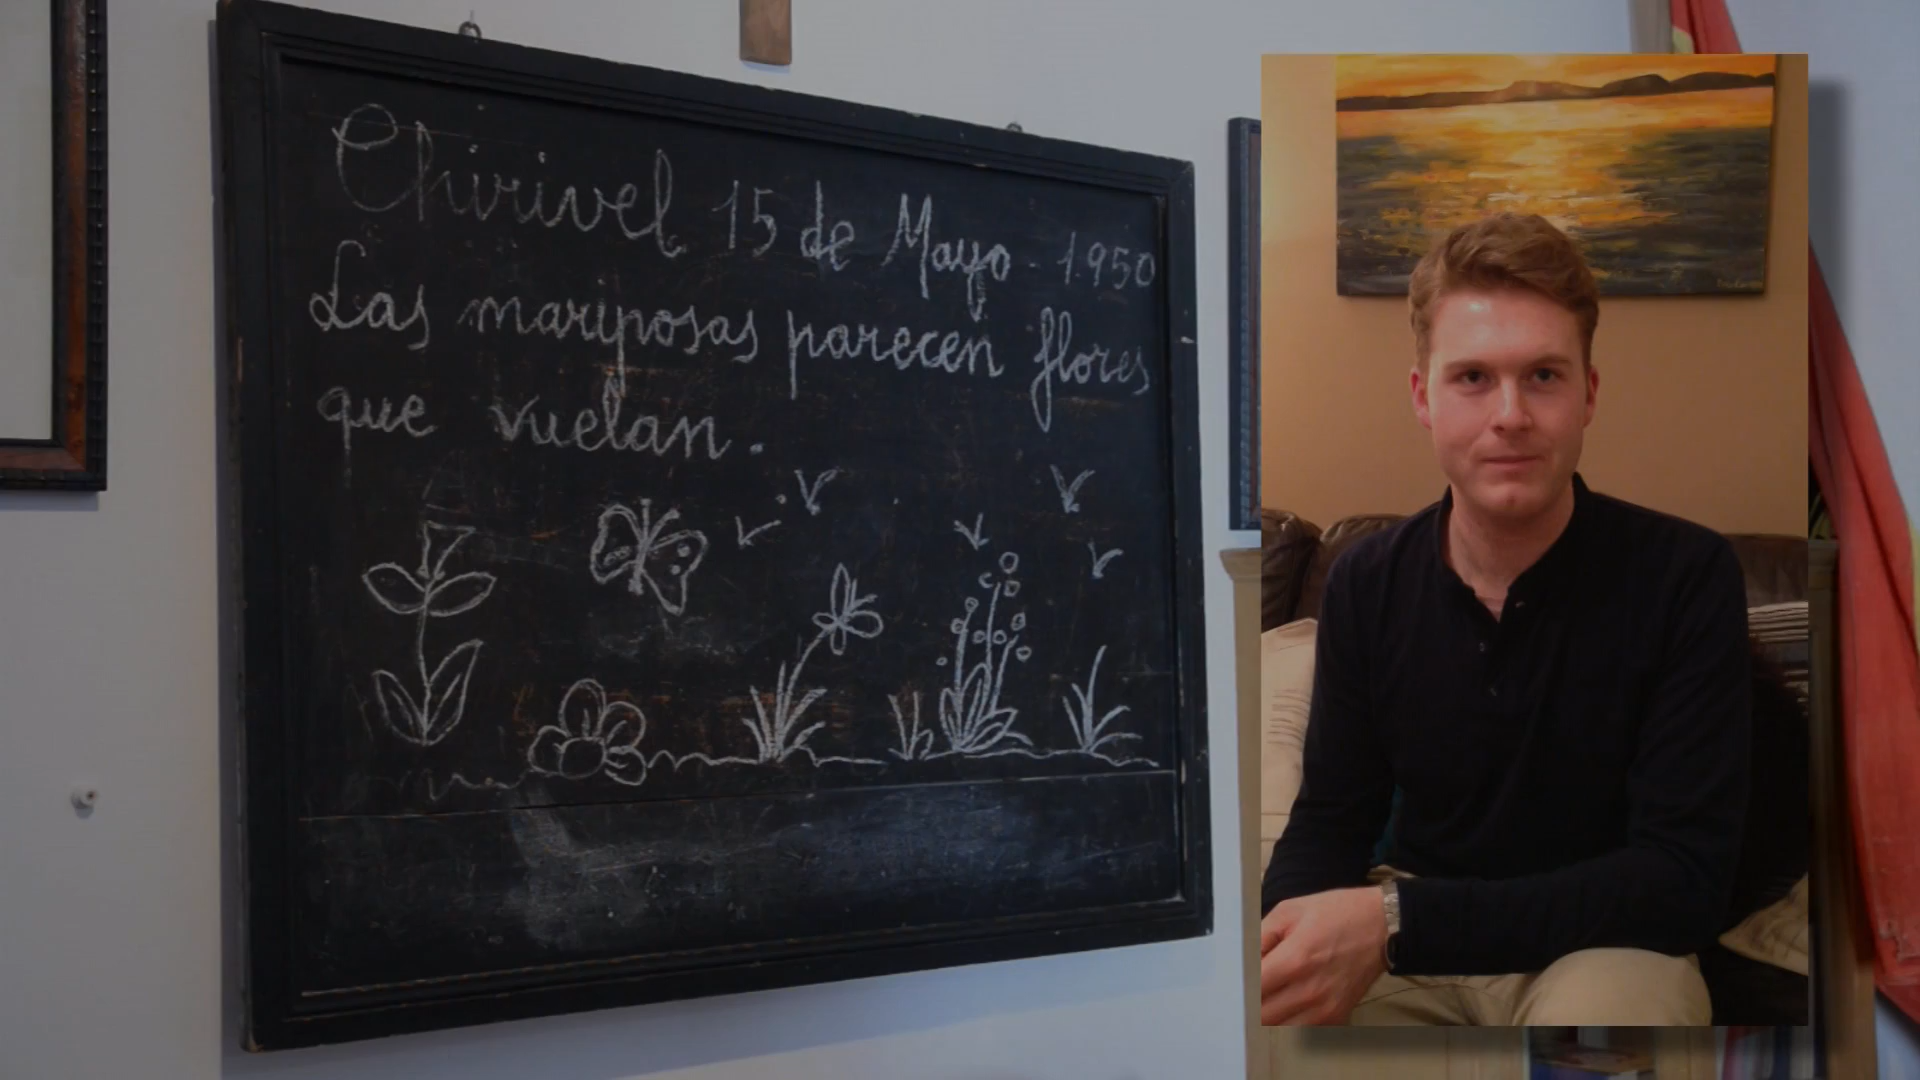 Chirivel 15 de Mayo - 1.950
Las mariposas parecen flores
que vuelan.